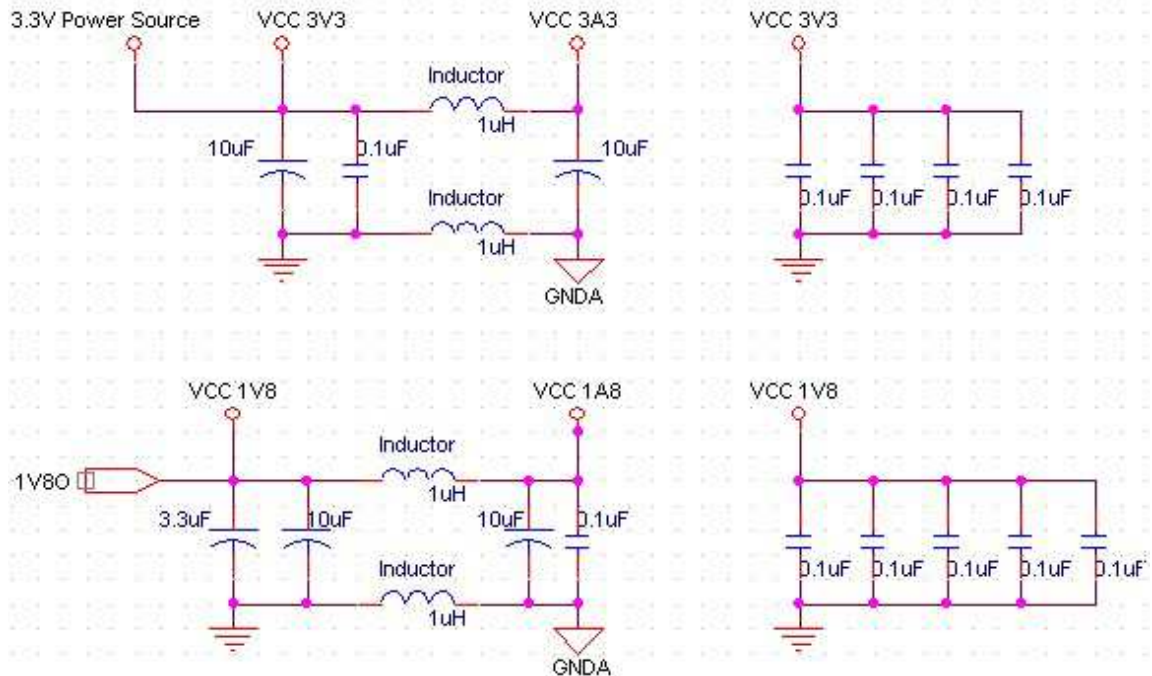 3.3V Power Source VCC 3V3 VCC 3A3 VCC 3V3
Inductor
1uH
10uF 0.1uF 10uF
0.1uF 0.1uF 0.1uF 0.1uF
Inductor
1uH
GNDA
VCC 1V8 VCC 1A8 VCC 1V8
Inductor
1V8O
1uH
3.3uF 10uF 10uF 0.1uF
0.1uF 0.1uF 0.1uF 0.1uF 0.1uF
Inductor
1uH
GNDA